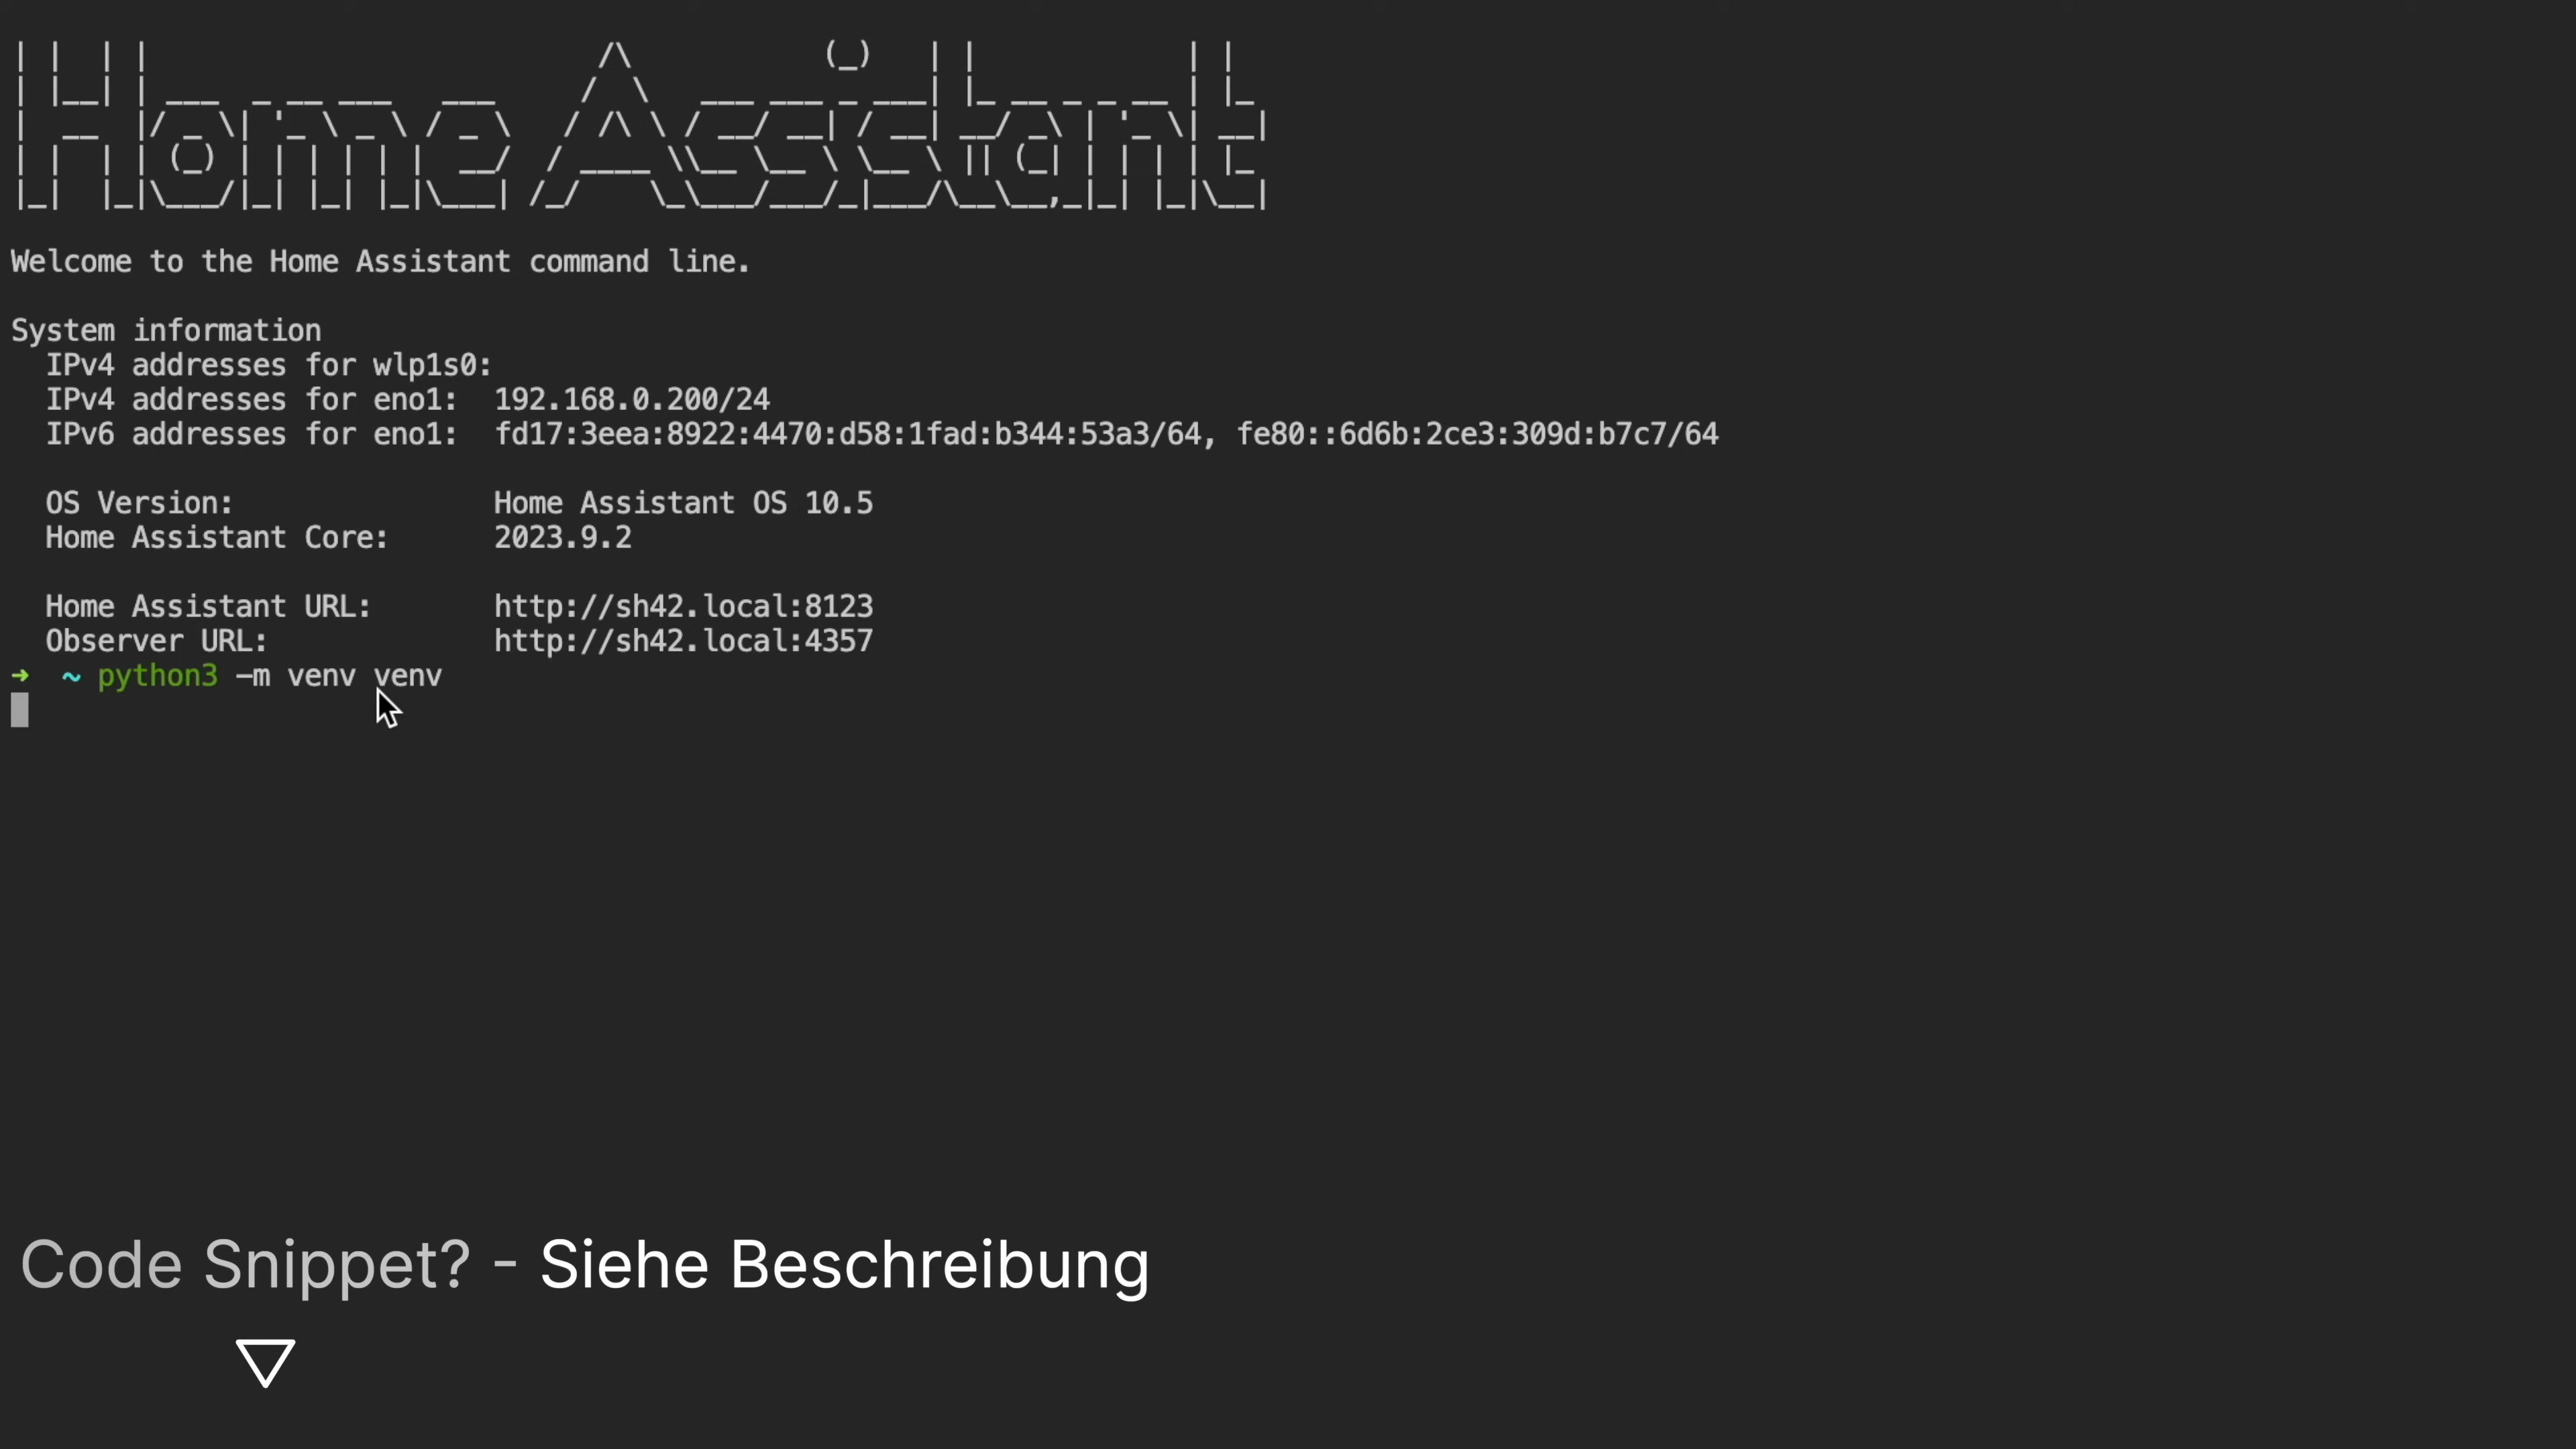 Home Assistant
Welcome to the Home Assistant command line.
System information
IPv4 addresses for wlp1s0:
IPv4 addresses for eno1: 192.168.0.200/24
IPv6 addresses for eno1: fd17:3eea:8922:4470:d58:1fad:b344:53a3/64, fe80::6d6b:2ce3:309d:b7c7/64
OS Version: Home Assistant OS 10.5
Home Assistant Core: 2023.9.2
Home Assistant URL: http://sh42.local:8123
Observer URL: http://sh42.local:4357
➜ ~ python3 -m venv venv
Code Snippet? - Siehe Beschreibung